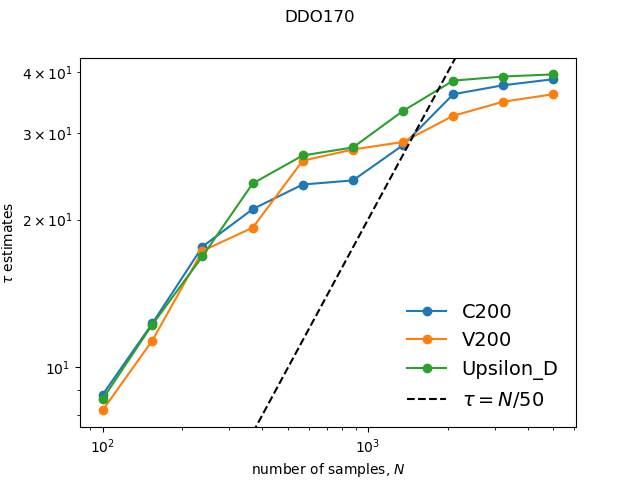 DDO170
4 × 10¹
3 × 10¹
2 × 10¹
10¹
τ estimates
C200
V200
Upsilon_D
τ = N/50
10² 10³
number of samples, N